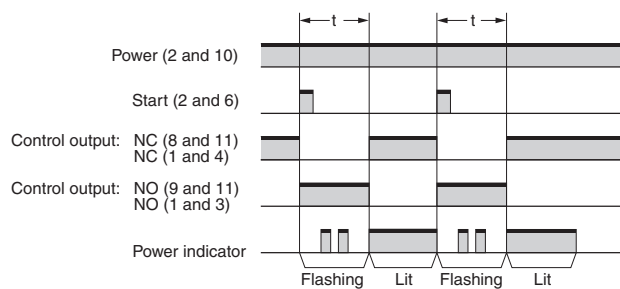 t t
Power (2 and 10)
Start (2 and 6)
Control output: NC (8 and 11)
NC (1 and 4)
Control output: NO (9 and 11)
NO (1 and 3)
Power indicator
Flashing Lit Flashing Lit